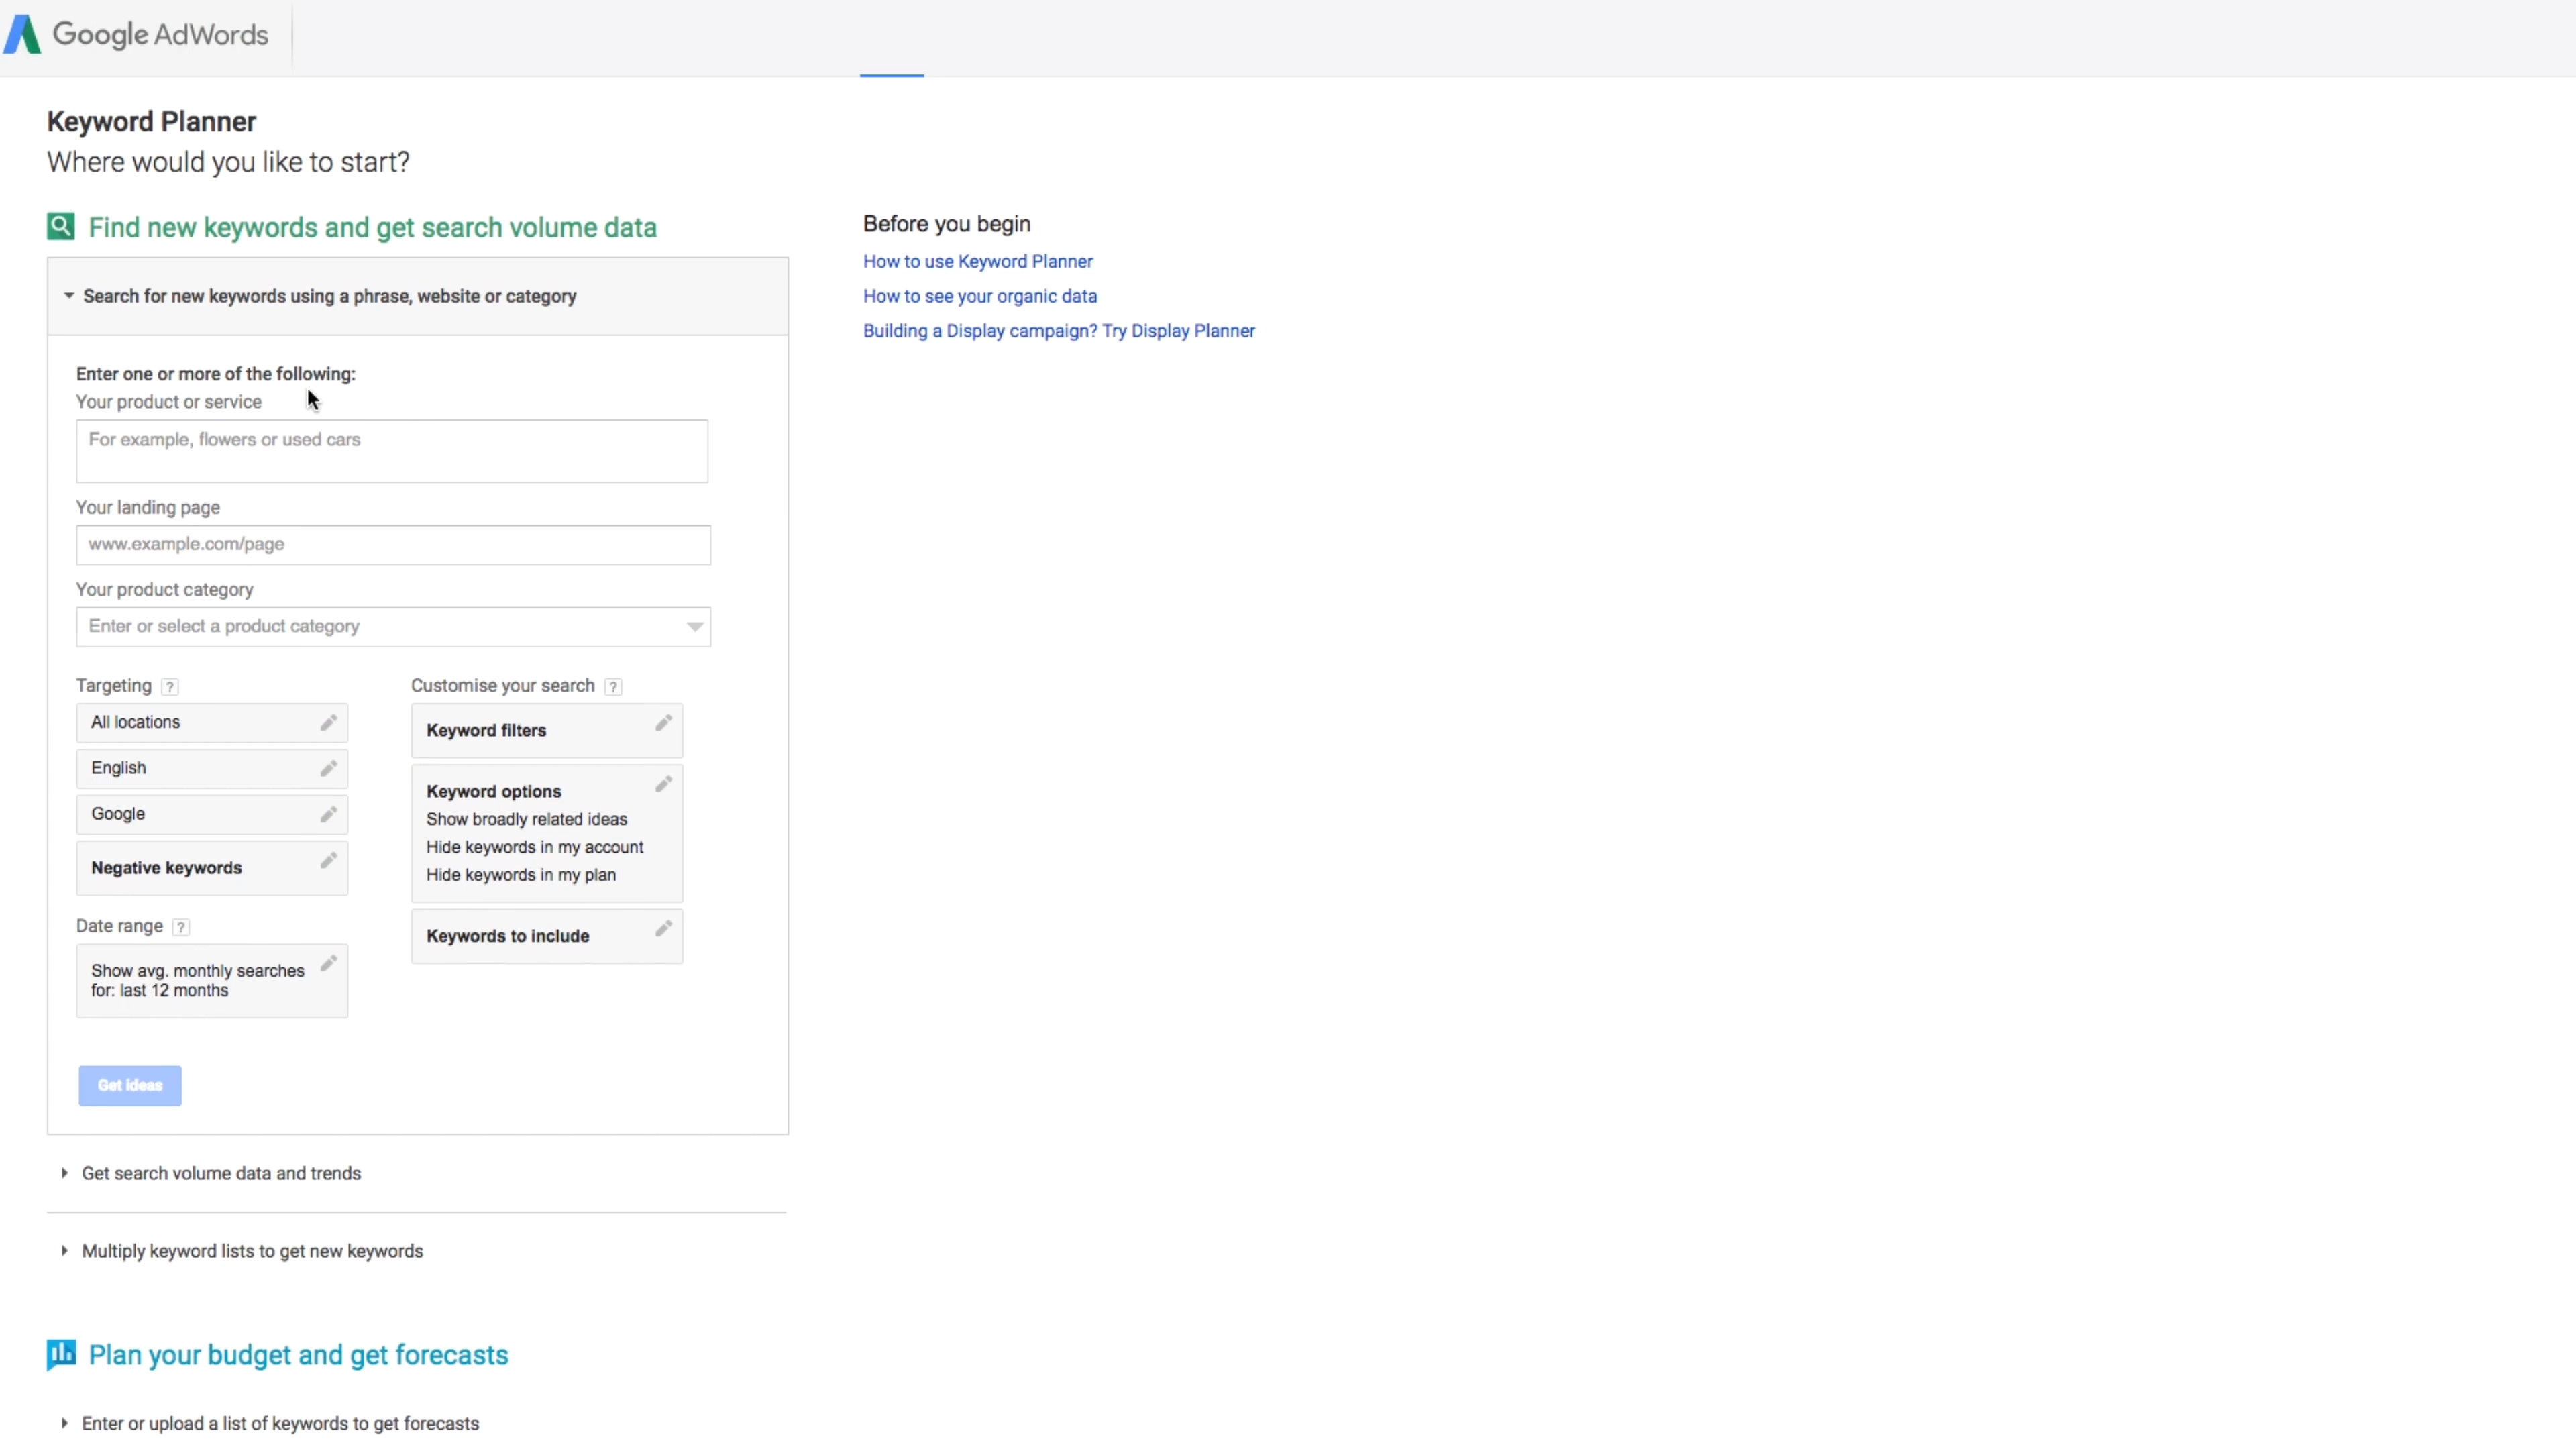 Google AdWords
Keyword Planner
Where would you like to start?
Find new keywords and get search volume data
Search for new keywords using a phrase, website or category
Enter one or more of the following:
Your product or service
For example, flowers or used cars
Your landing page
www.example.com/page
Your product category
Enter or select a product category
Targeting ?
All locations
English
Google
Negative keywords
Date range ?
Show avg. monthly searches
for: last 12 months
Customise your search ?
Keyword filters
Keyword options
Show broadly related ideas
Hide keywords in my account
Hide keywords in my plan
Keywords to include
Get ideas
Get search volume data and trends
Multiply keyword lists to get new keywords
Plan your budget and get forecasts
Enter or upload a list of keywords to get forecasts
Before you begin
How to use Keyword Planner
How to see your organic data
Building a Display campaign? Try Display Planner